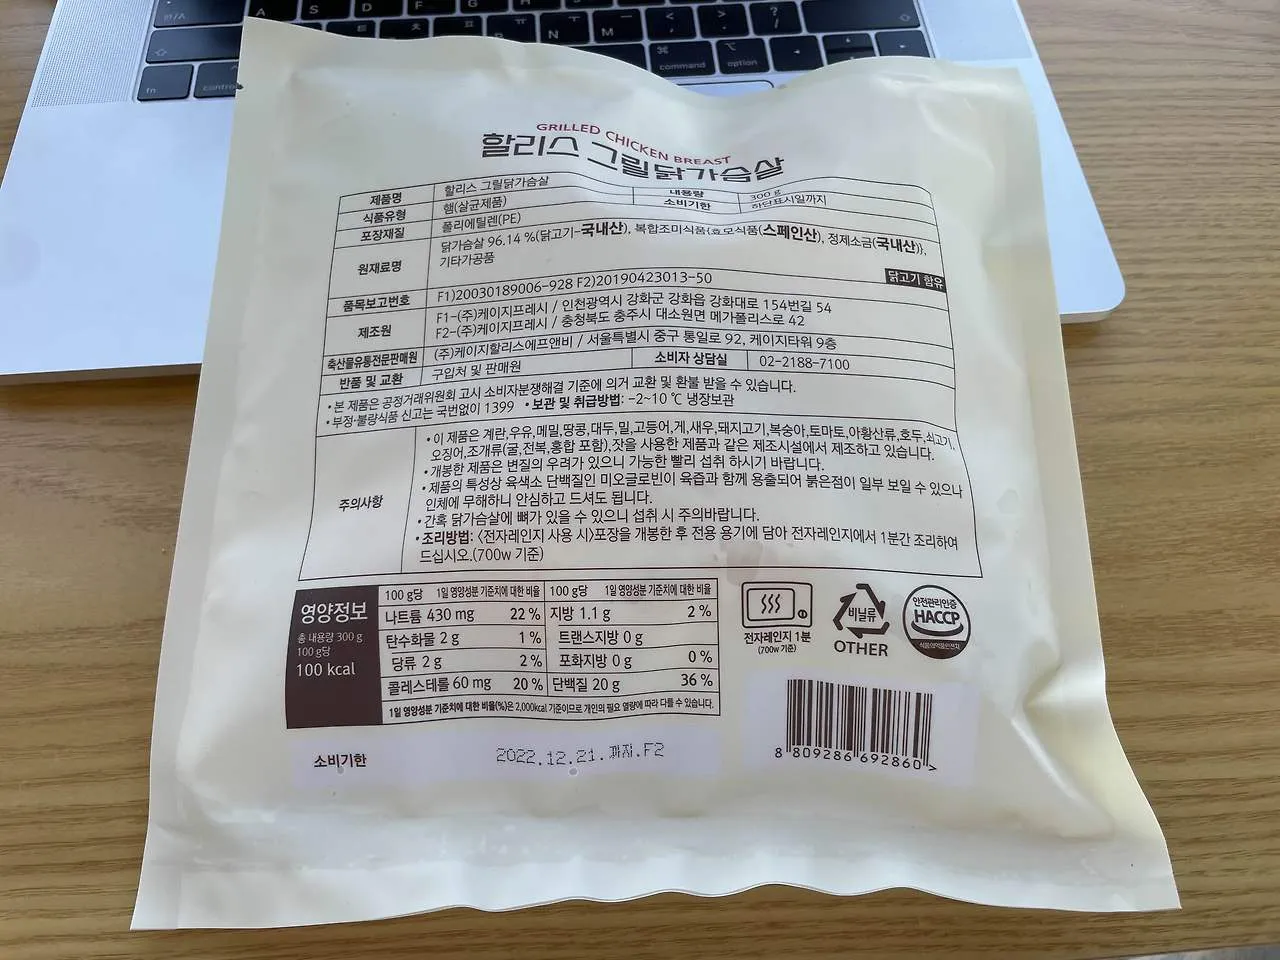 GRILLED CHICKEN BREAST
할리스 그릴닭가슴살
제품명 할리스 그릴닭가슴살 내용량 300 g
식품유형 햄(살균제품) 소비기한 하단표시일까지
포장재질 폴리에틸렌(PE)
원재료명 닭가슴살 96.14 %(닭고기-국내산), 복합조미식품{효모식품(스페인산), 정제소금(국내산)},
기타가공품
닭고기 함유
품목보고번호 F1)20030189006-928 F2)20190423013-50
제조원 F1-(주)케이지프레시 / 인천광역시 강화군 강화읍 강화대로 154번길 54
F2-(주)케이지프레시 / 충청북도 충주시 대소원면 메가폴리스로 42
축산물유통전문판매원 (주)케이지할리스에프앤비 / 서울특별시 중구 통일로 92, 케이지타워 9층
반품 및 교환 구입처 및 판매원 소비자 상담실 02-2188-7100
• 본 제품은 공정거래위원회 고시 소비자분쟁해결 기준에 의거 교환 및 환불 받을 수 있습니다.
• 부정·불량식품 신고는 국번없이 1399 • 보관 및 취급방법: -2~10 ℃ 냉장보관
주의사항
• 이 제품은 계란,우유,메밀,땅콩,대두,밀,고등어,게,새우,돼지고기,복숭아,토마토,아황산류,호두,쇠고기,
오징어,조개류(굴,전복,홍합 포함),잣을 사용한 제품과 같은 제조시설에서 제조하고 있습니다.
• 개봉한 제품은 변질의 우려가 있으니 가능한 빨리 섭취 하시기 바랍니다.
• 제품의 특성상 육색소 단백질인 미오글로빈이 육즙과 함께 용출되어 붉은점이 일부 보일 수 있으나
인체에 무해하니 안심하고 드셔도 됩니다.
• 간혹 닭가슴살에 뼈가 있을 수 있으니 섭취 시 주의바랍니다.
• 조리방법: 〈전자레인지 사용 시〉포장을 개봉한 후 전용 용기에 담아 전자레인지에서 1분간 조리하여
드십시오.(700w 기준)
영양정보
총 내용량 300 g
100 g당
100 kcal
100 g당 1일 영양성분 기준치에 대한 비율 100 g당 1일 영양성분 기준치에 대한 비율
나트륨 430 mg 22 % 지방 1.1 g 2 %
탄수화물 2 g 1 % 트랜스지방 0 g
당류 2 g 2 % 포화지방 0 g 0 %
콜레스테롤 60 mg 20 % 단백질 20 g 36 %
1일 영양성분 기준치에 대한 비율(%)은 2,000kcal 기준이므로 개인의 필요 열량에 따라 다를 수 있습니다.
전자레인지 1분
(700w 기준)
비닐류
OTHER
안전관리인증
HACCP
식품의약품안전처
소비기한 2022.12.21.까지.F2
8 809286 692860 >
fn
control
command
option